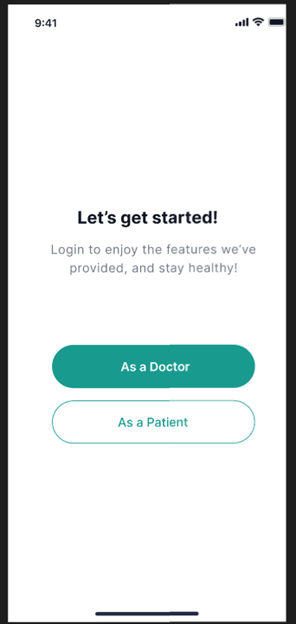 9:41
Let's get started!
Login to enjoy the features we've
provided, and stay healthy!
As a Doctor
As a Patient